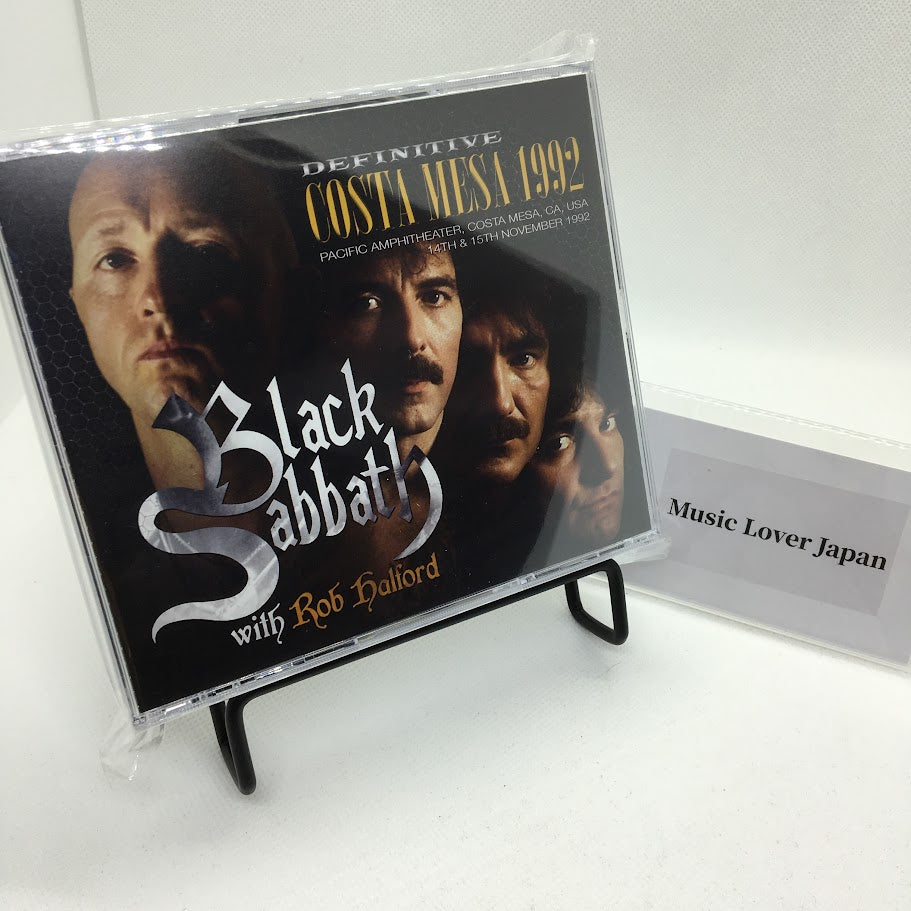 DEFINITIVE
COSTA MESA 1992
PACIFIC AMPHITHEATER, COSTA MESA, CA, USA
14TH & 15TH NOVEMBER 1992
Black
Sabbath
with Rob Halford
Music Lover Japan